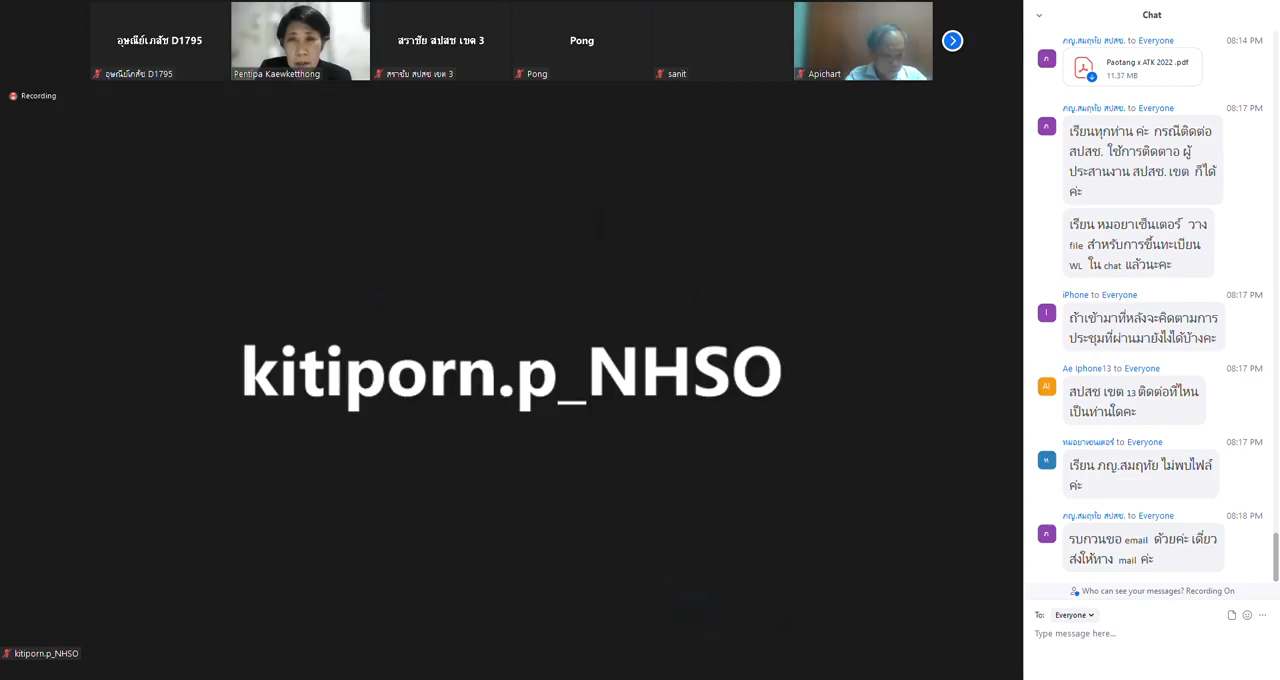 อุษณีย์เภสัช D1795
สราชัย สปสช เขต 3
Pong
อุษณีย์เภสัช D1795
Pentipa Kaewketthong
สราชัย สปสช เขต 3
Pong
sanit
Apichart
Recording
kitiporn.p_NHSO
kitiporn.p_NHSO
Chat
ภญ.สมฤทัย สปสช. to Everyone
08:14 PM
ภ
Paotang x ATK 2022 .pdf
11.37 MB
ภญ.สมฤทัย สปสช. to Everyone
08:17 PM
ภ
เรียนทุกท่าน ค่ะ กรณีติดต่อ
สปสช. ใช้การติดตาอ ผู้
ประสานงาน สปสช. เขต ก็ได้
ค่ะ
เรียน หมอยาเซ็นเตอร์ วาง
file สำหรับการขึ้นทะเบียน
WL ใน chat แล้วนะคะ
iPhone to Everyone
08:17 PM
I
ถ้าเข้ามาทีหลังจะคิดตามการ
ประชุมที่ผ่านมายังไงได้บ้างคะ
Ae iphone13 to Everyone
08:17 PM
AI
สปสช เขต 13 ติดต่อที่ไหน
เป็นท่านใดคะ
หมอยาเซนเตอร์ to Everyone
08:17 PM
ห
เรียน ภญ.สมฤทัย ไม่พบไฟล์
ค่ะ
ภญ.สมฤทัย สปสช. to Everyone
08:18 PM
ภ
รบกวนขอ email ด้วยค่ะ เดี๋ยว
ส่งให้ทาง mail ค่ะ
Who can see your messages? Recording On
To: Everyone
Type message here...